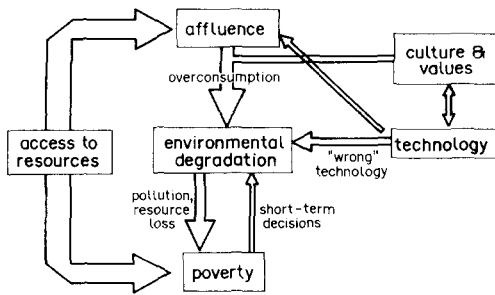 affluence
culture &
values
overconsumption
access to
resources
environmental
degradation
technology
"wrong"
technology
pollution,
resource
loss
short-term
decisions
poverty